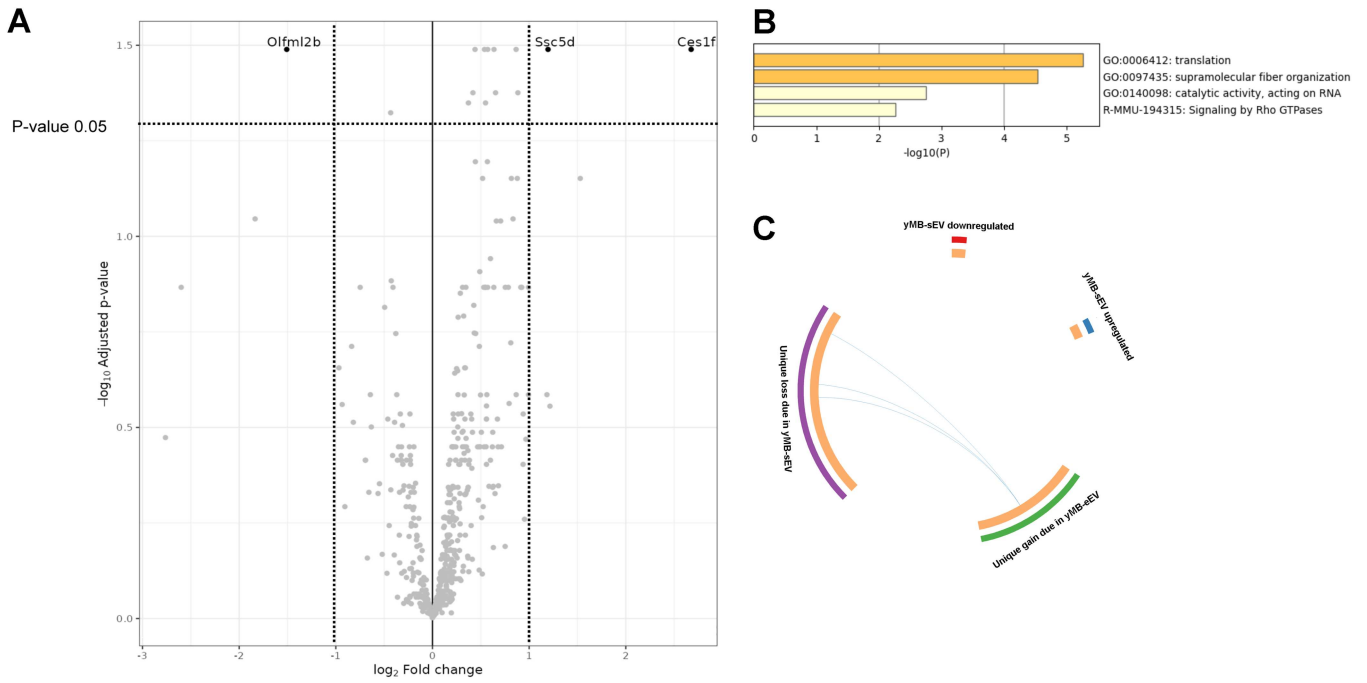 A
Olfml2b
Ssc5d
Ces1f
P-value 0.05
1.5
1.0
0.5
0.0
−log10 Adjusted p-value
-3
-2
-1
0
1
2
log2 Fold change
B
GO:0006412: translation
GO:0097435: supramolecular fiber organization
GO:0140098: catalytic activity, acting on RNA
R-MMU-194315: Signaling by Rho GTPases
0
1
2
3
4
5
-log10(P)
C
yMB-sEV downregulated
yMB-sEV upregulated
Unique loss due in yMB-sEV
Unique gain due in yMB-eEV